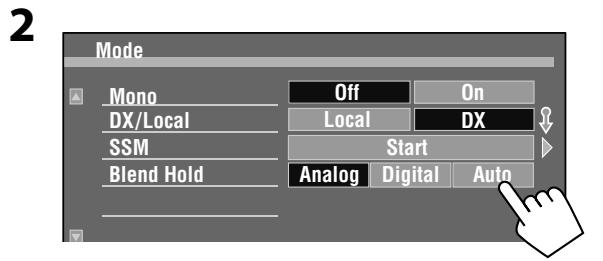 2
Mode
Mono Off On
DX/Local Local DX
SSM Start
Blend Hold Analog Digital Auto